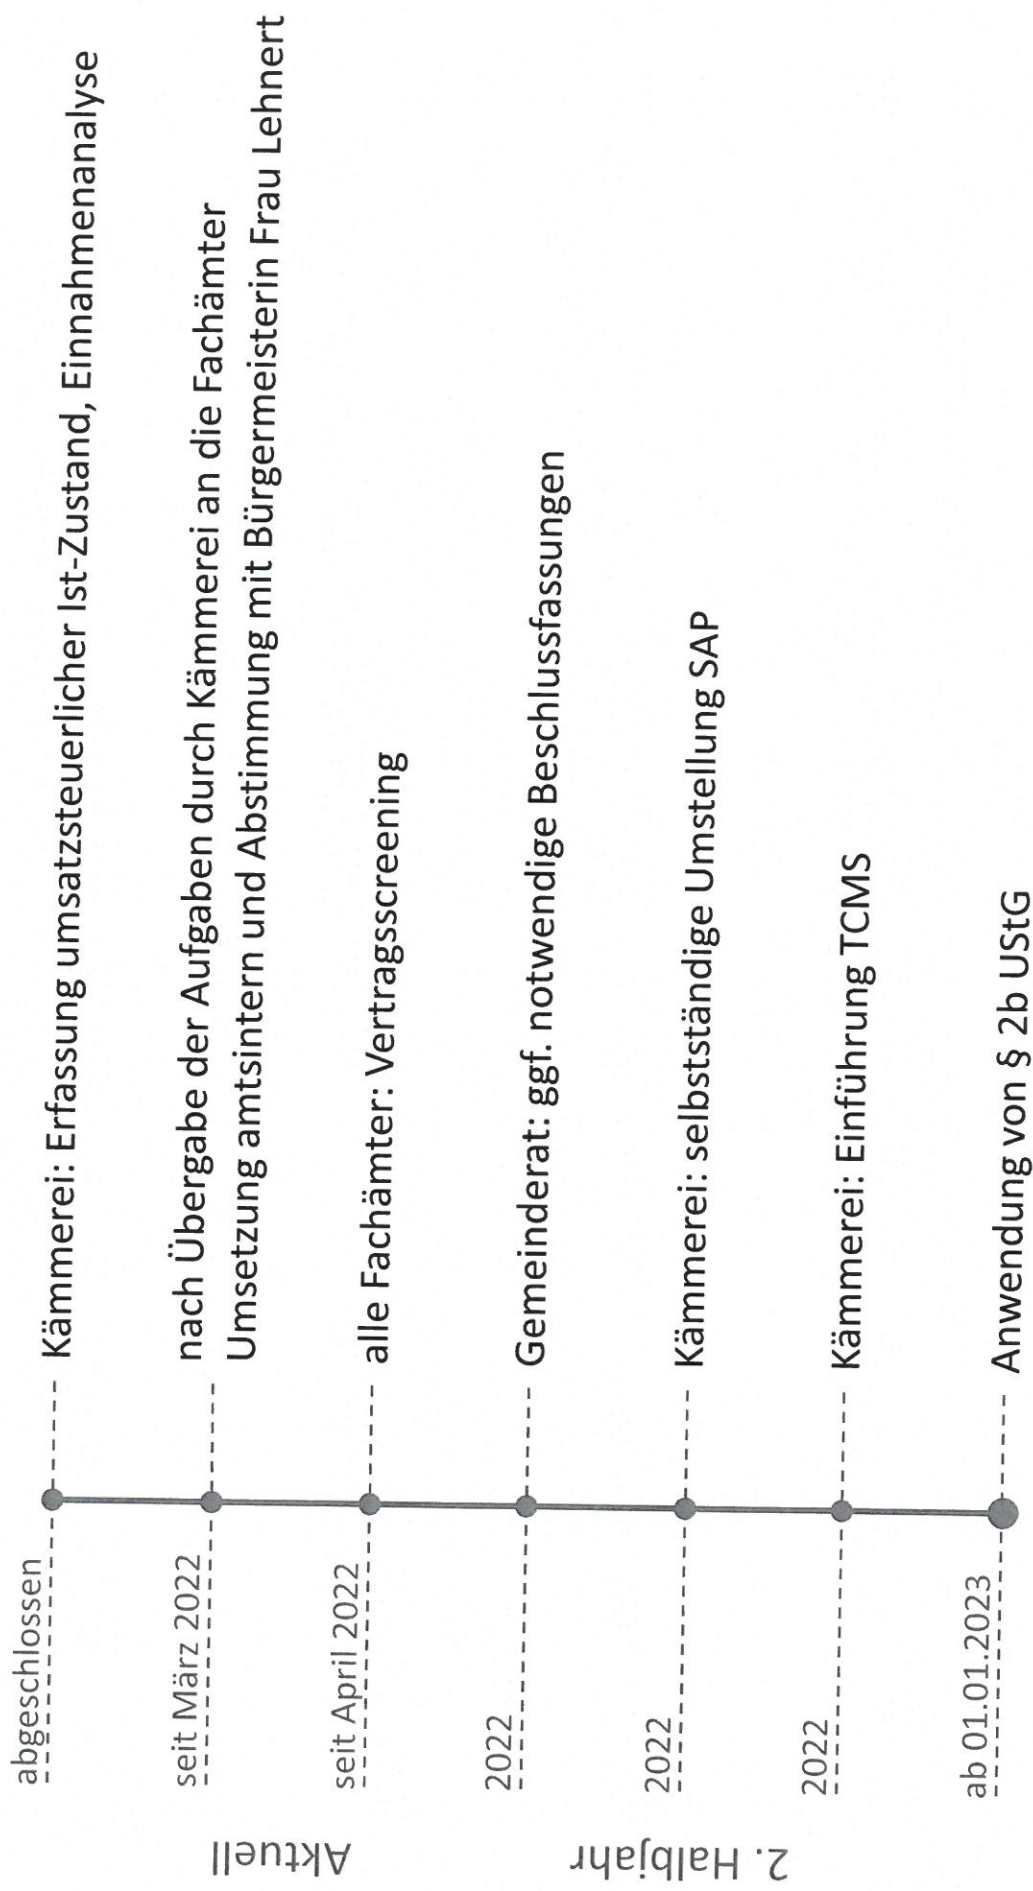 abgeschlossen
Kämmerei: Erfassung umsatzsteuerlicher Ist-Zustand, Einnahmenanalyse
Aktuell
seit März 2022
nach Übergabe der Aufgaben durch Kämmerei an die Fachämter
Umsetzung amtsintern und Abstimmung mit Bürgermeisterin Frau Lehnert
seit April 2022
alle Fachämter: Vertragsscreening
2. Halbjahr
2022
Gemeinderat: ggf. notwendige Beschlussfassungen
2022
Kämmerei: selbstständige Umstellung SAP
2022
Kämmerei: Einführung TCMS
ab 01.01.2023
Anwendung von § 2b UStG